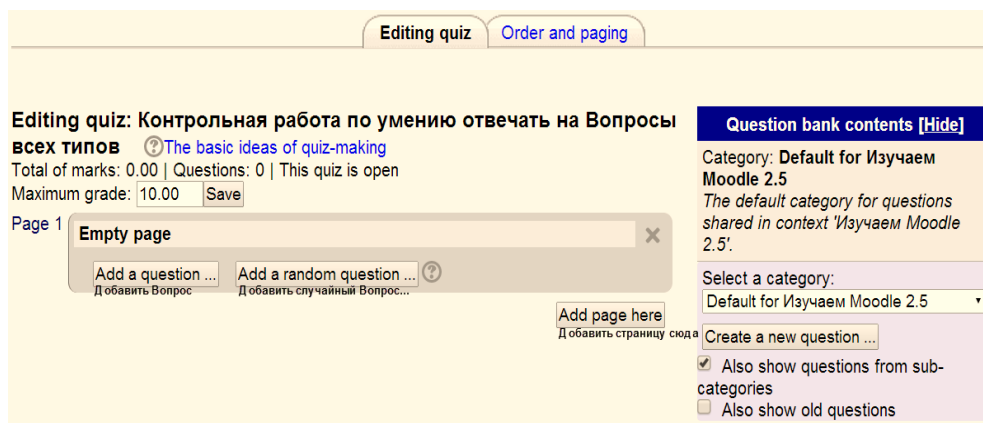 Editing quiz Order and paging
Editing quiz: Контрольная работа по умению отвечать на Вопросы
всех типов The basic ideas of quiz-making
Total of marks: 0.00 | Questions: 0 | This quiz is open
Maximum grade: 10.00 Save
Page 1 Empty page
Add a question ... Add a random question ...
Добавить Вопрос Добавить случайный Вопрос...
Add page here
Добавить страницу сюда
Question bank contents [Hide]
Category: Default for Изучаем
Moodle 2.5
The default category for questions
shared in context 'Изучаем Moodle
2.5'.
Select a category:
Default for Изучаем Moodle 2.5
Create a new question ...
Also show questions from sub-
categories
Also show old questions